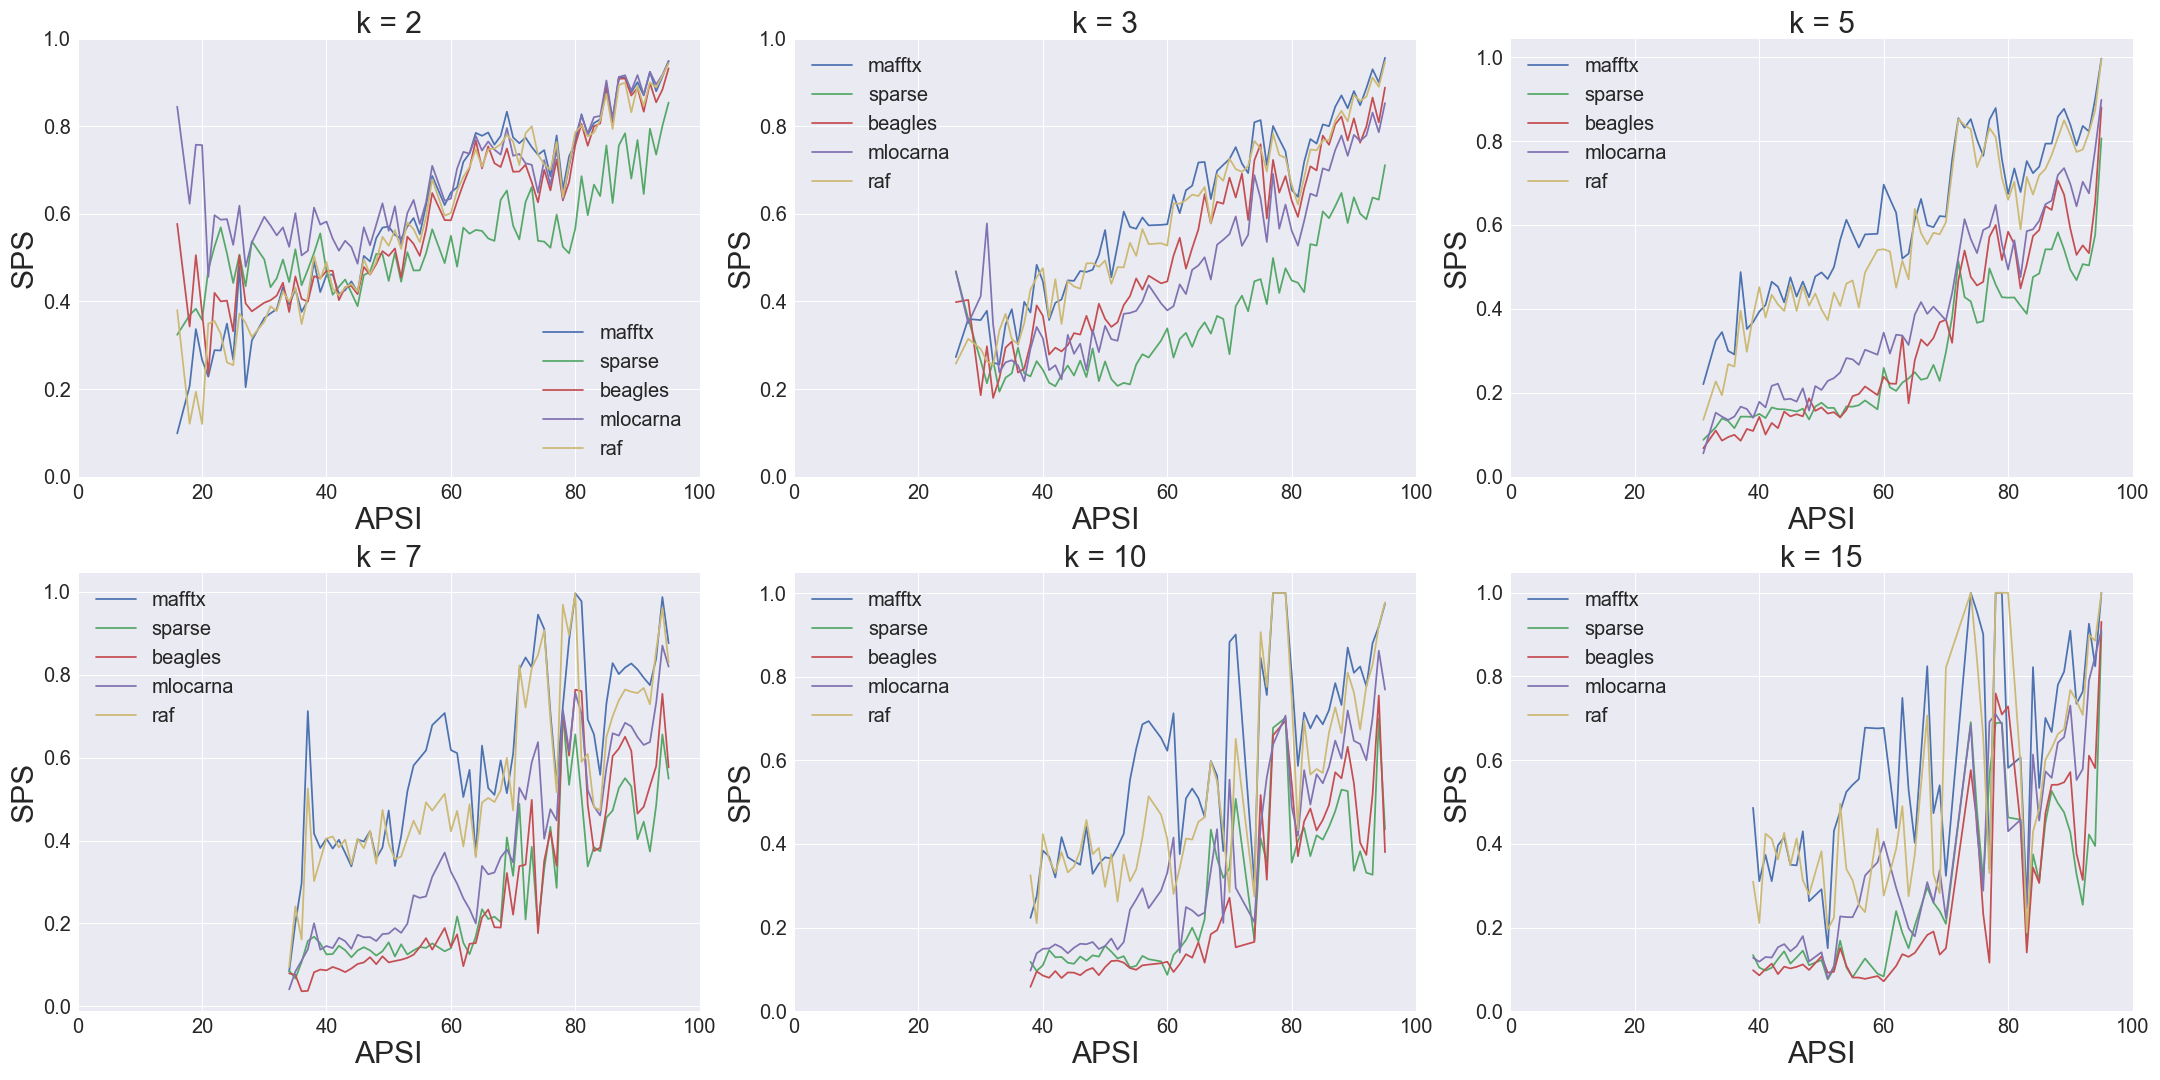 k = 2
1.0
0.8
0.6
0.4
0.2
0.0
SPS
mafftx
sparse
beagles
mlocarna
raf
0 20 40 60 80 100
APSI
k = 3
1.0
0.8
0.6
0.4
0.2
0.0
SPS
mafftx
sparse
beagles
mlocarna
raf
0 20 40 60 80 100
APSI
k = 5
1.0
0.8
0.6
0.4
0.2
0.0
SPS
mafftx
sparse
beagles
mlocarna
raf
0 20 40 60 80 100
APSI
k = 7
1.0
0.8
0.6
0.4
0.2
0.0
SPS
mafftx
sparse
beagles
mlocarna
raf
0 20 40 60 80 100
APSI
k = 10
1.0
0.8
0.6
0.4
0.2
0.0
SPS
mafftx
sparse
beagles
mlocarna
raf
0 20 40 60 80 100
APSI
k = 15
1.0
0.8
0.6
0.4
0.2
0.0
SPS
mafftx
sparse
beagles
mlocarna
raf
0 20 40 60 80 100
APSI